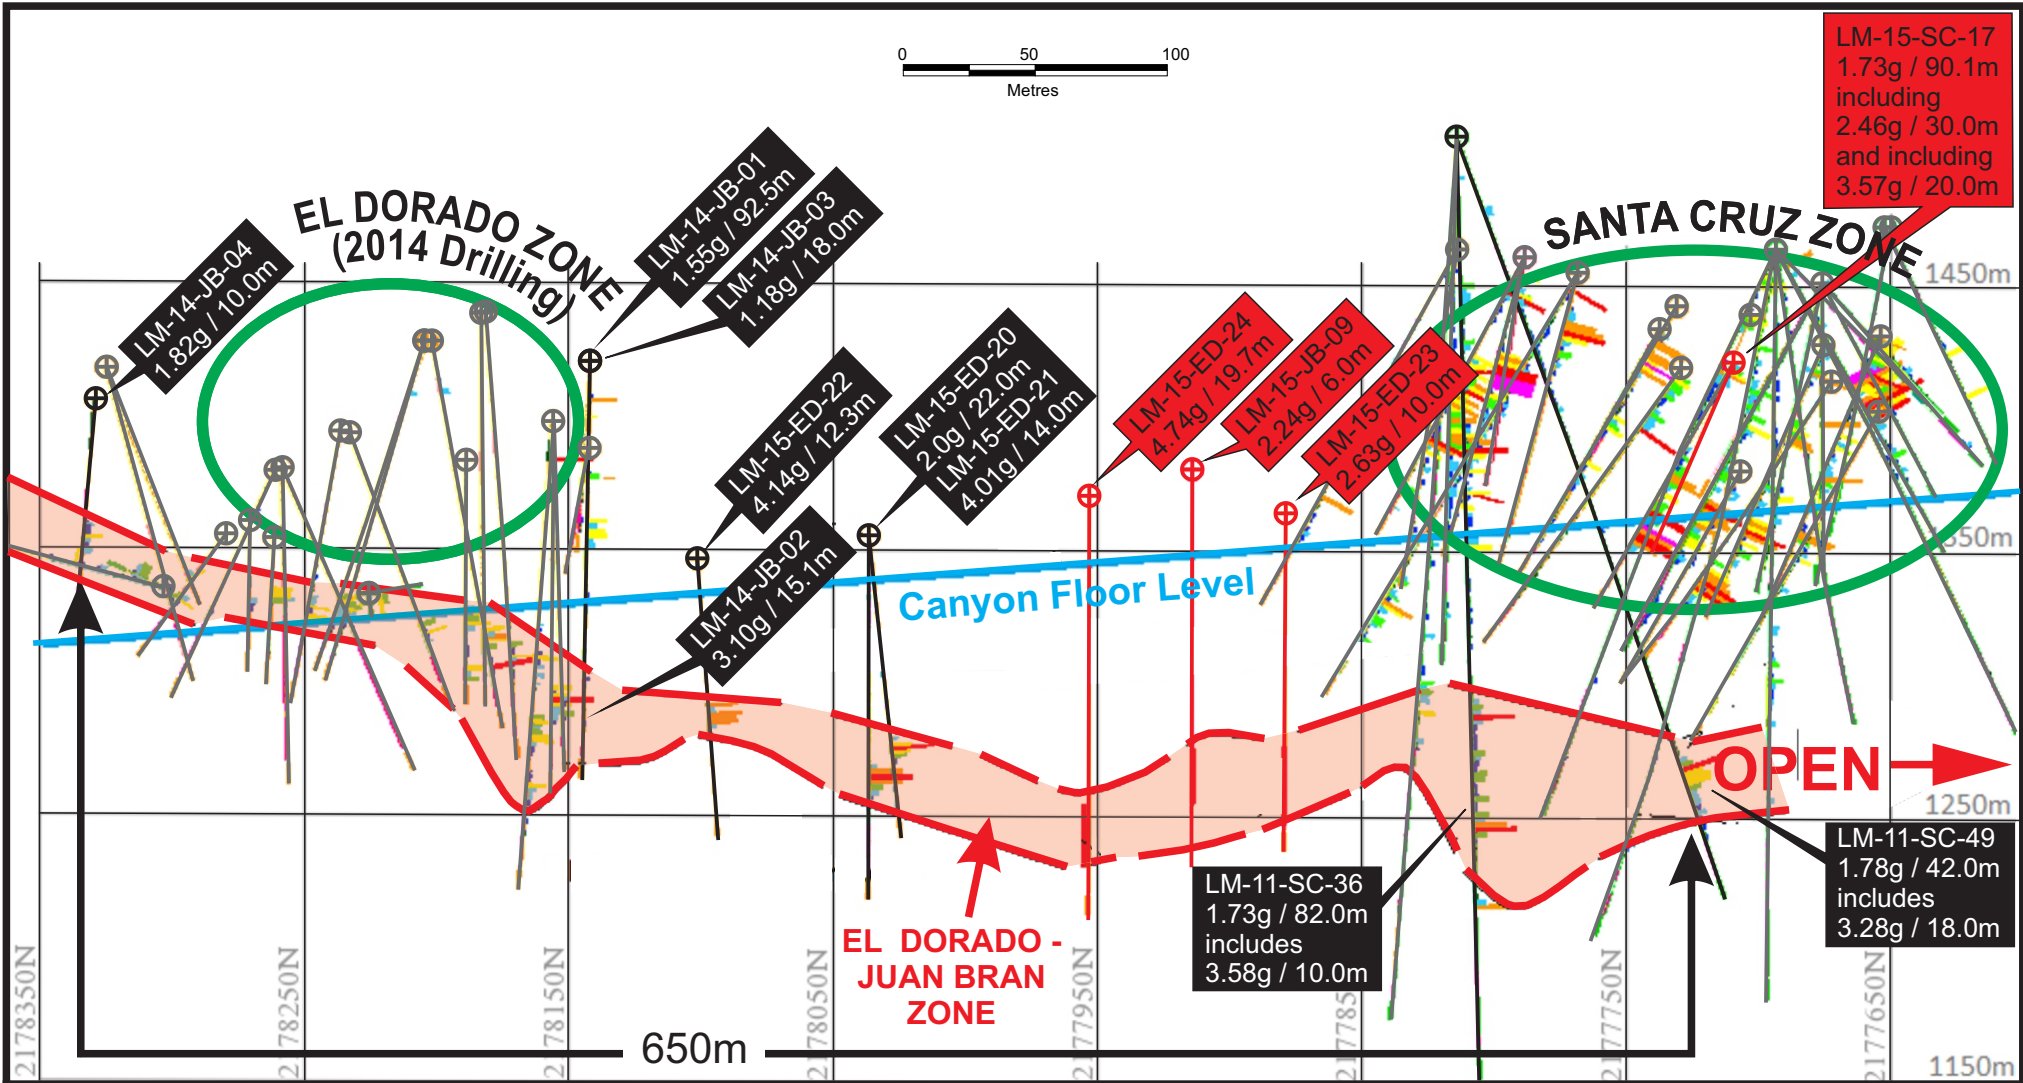 0 50 100
Metres
LM-15-SC-17
1.73g / 90.1m
including
2.46g / 30.0m
and including
3.57g / 20.0m
EL DORADO ZONE
(2014 Drilling)
SANTA CRUZ ZONE
LM-14-JB-04
1.82g / 10.0m
LM-14-JB-01
1.55g / 92.5m
LM-14-JB-03
1.18g / 18.0m
LM-15-ED-22
4.14g / 12.3m
LM-15-ED-20
2.0g / 22.0m
LM-15-ED-21
4.01g / 14.0m
LM-15-ED-24
4.74g / 19.7m
LM-15-JB-09
2.24g / 6.0m
LM-15-ED-23
2.63g / 10.0m
LM-14-JB-02
3.10g / 15.1m
1450m
550m
Canyon Floor Level
OPEN
1250m
LM-11-SC-36
1.73g / 82.0m
includes
3.58g / 10.0m
LM-11-SC-49
1.78g / 42.0m
includes
3.28g / 18.0m
EL DORADO -
JUAN BRAN
ZONE
2178350N
2178250N
2178150N
2178050N
2177950N
217785
2177750N
2177650N
650m
1150m